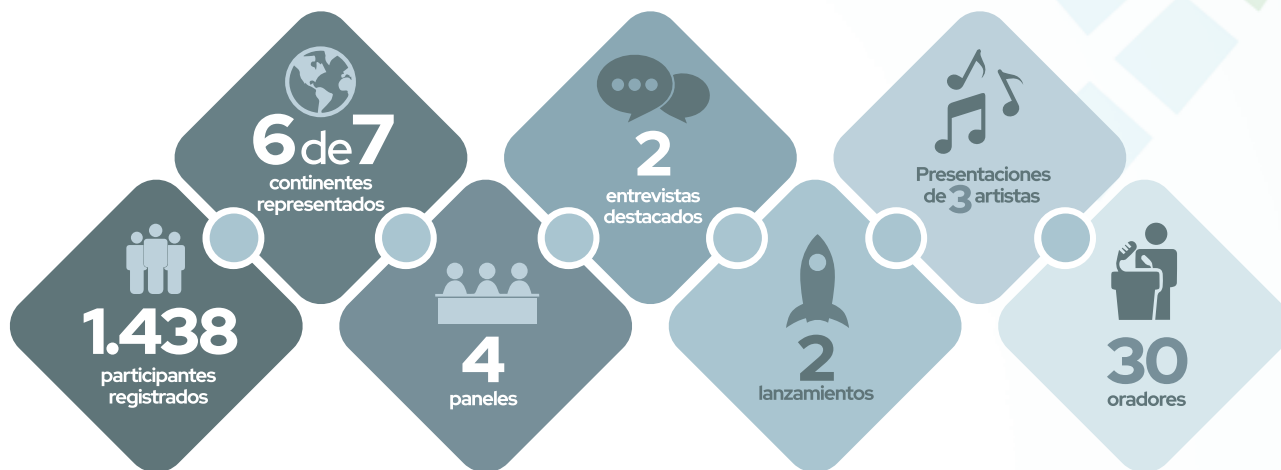 1.438
participantes
registrados
6 de 7
continentes
representados
4
paneles
2
entrevistas
destacados
2
lanzamientos
Presentaciones
de 3 artistas
30
oradores